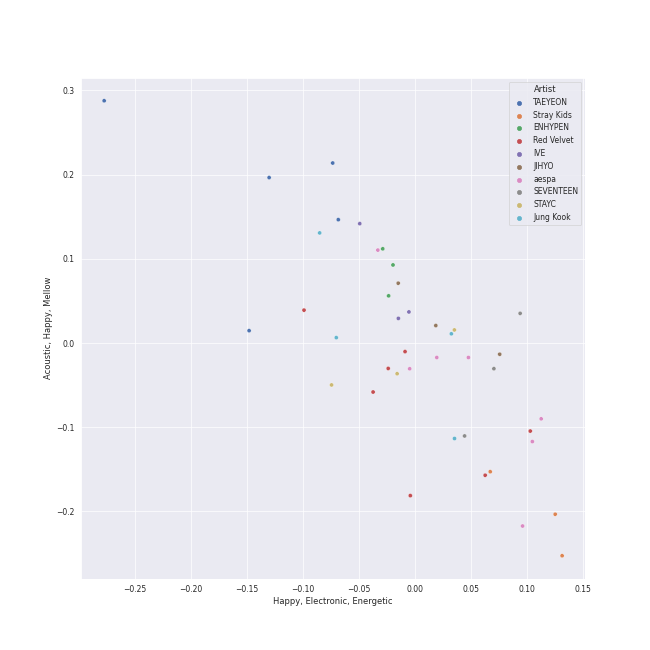 Artist
TAEYEON
Stray Kids
ENHYPEN
Red Velvet
IVE
JIHYO
aespa
SEVENTEEN
STAYC
Jung Kook
0.3
0.2
0.1
0.0
−0.1
−0.2
Acoustic, Happy, Mellow
−0.25 −0.20 −0.15 −0.10 −0.05 0.00 0.05 0.10 0.15
Happy, Electronic, Energetic